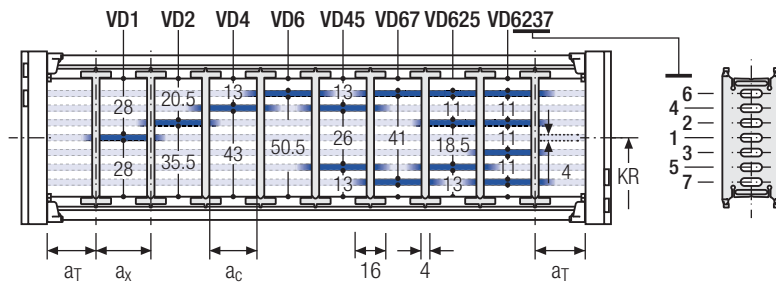 VD1 VD2 VD4 VD6 VD45 VD67 VD625 VD6237
20.5 13 13 6
28 11 11 4
2
43 50.5 26 41 18.5 11 1
28 35.5 11 4 KR 3
13 13 5
7
aT aX aC 16 4 aT